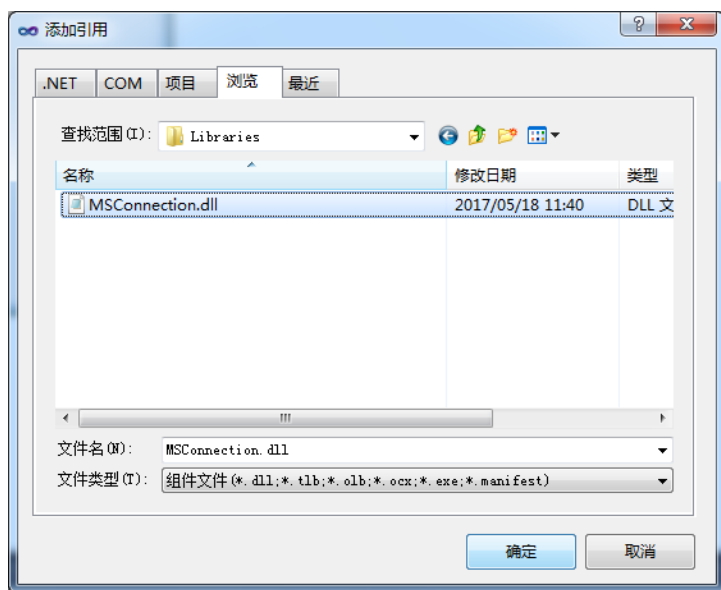 添加引用
.NET COM 项目 浏览 最近
查找范围(I): Libraries
名称 修改日期 类型
MSConnection.dll 2017/05/18 11:40 DLL 文
文件名(N): MSConnection.dll
文件类型(T): 组件文件(*.dll;*.tlb;*.olb;*.ocx;*.exe;*.manifest)
确定 取消